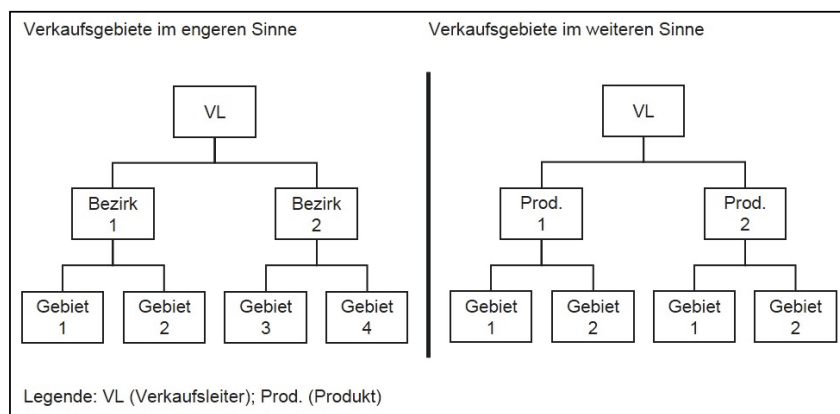 Verkaufsgebiete im engeren Sinne
VL
Bezirk
1
Bezirk
2
Gebiet
1
Gebiet
2
Gebiet
3
Gebiet
4
Verkaufsgebiete im weiteren Sinne
VL
Prod.
1
Prod.
2
Gebiet
1
Gebiet
2
Gebiet
1
Gebiet
2
Legende: VL (Verkaufsleiter); Prod. (Produkt)